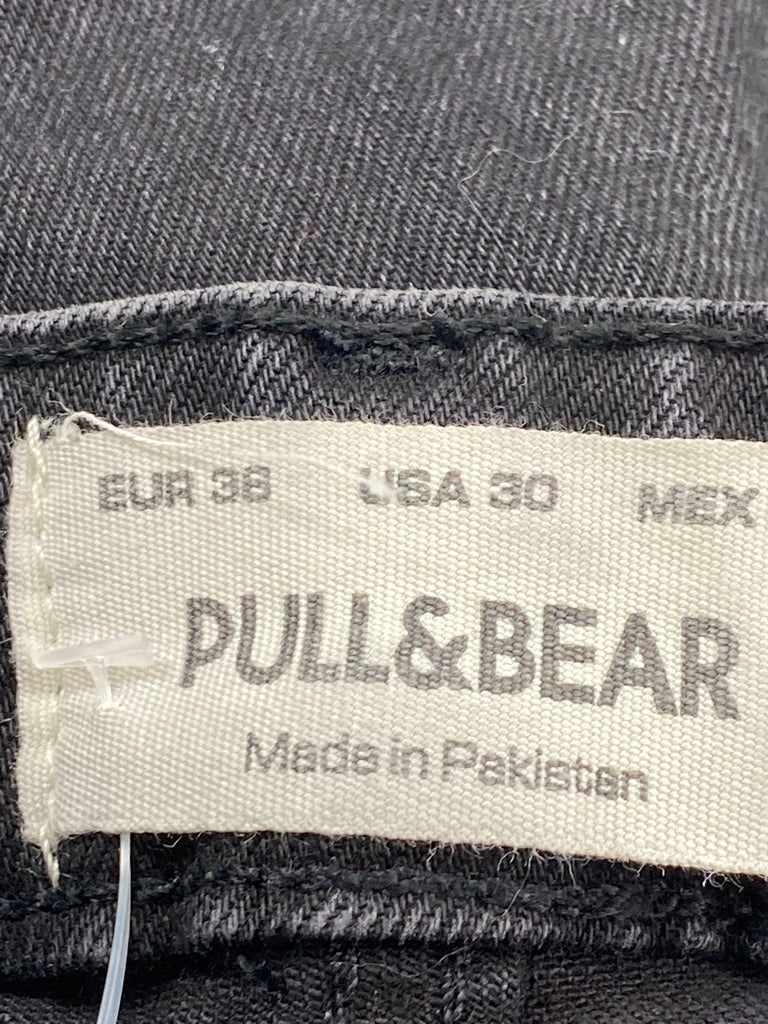 EUR 38 USA 30 MEX
PULL&BEAR
Made in Pakistan